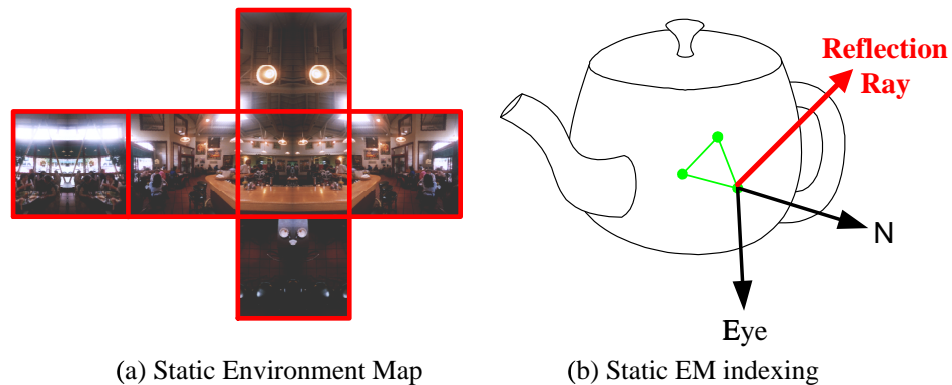 Reflection
Ray
N
Eye
(a) Static Environment Map
(b) Static EM indexing